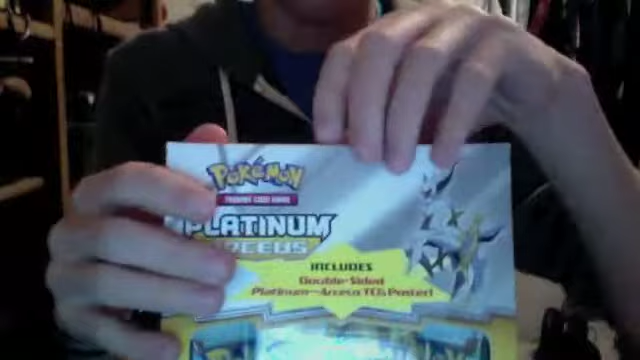 POKéMON
TRADING CARD GAME
PLATINUM
ARCEUS
INCLUDES
Double-Sided
Platinum—Arceus TCG Poster!